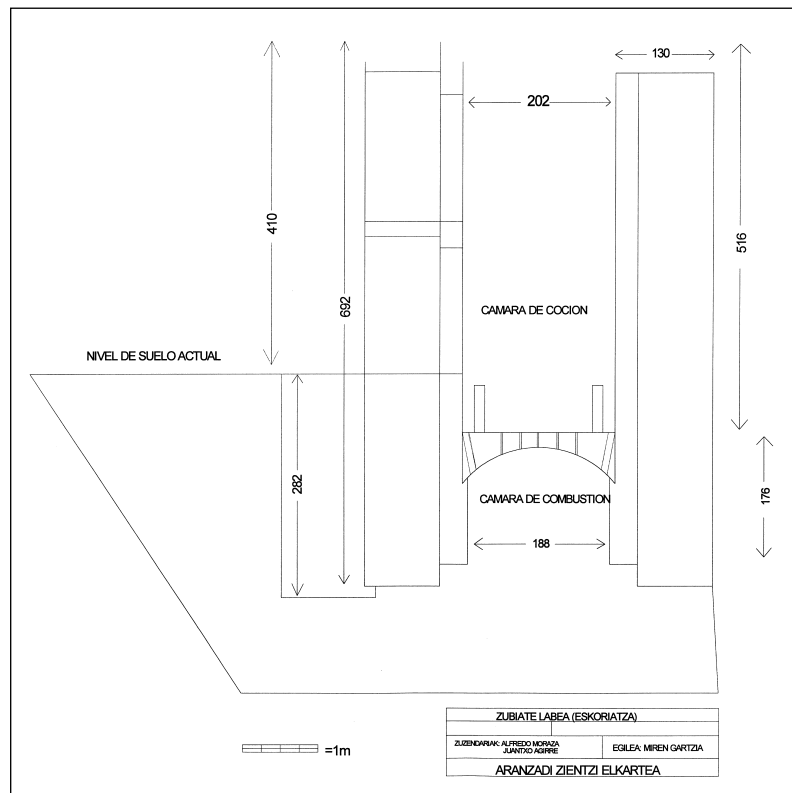 130
202
410
516
692
CAMARA DE COCION
NIVEL DE SUELO ACTUAL
282
CAMARA DE COMBUSTION
176
188
ZUBIATE LABEA (ESKORIATZA)
ZUZENDARIAK: ALFREDO MORAZA
JUANTXO AGIRRE
EGILEA: MIREN GARTZIA
=1m
ARANZADI ZIENTZI ELKARTEA